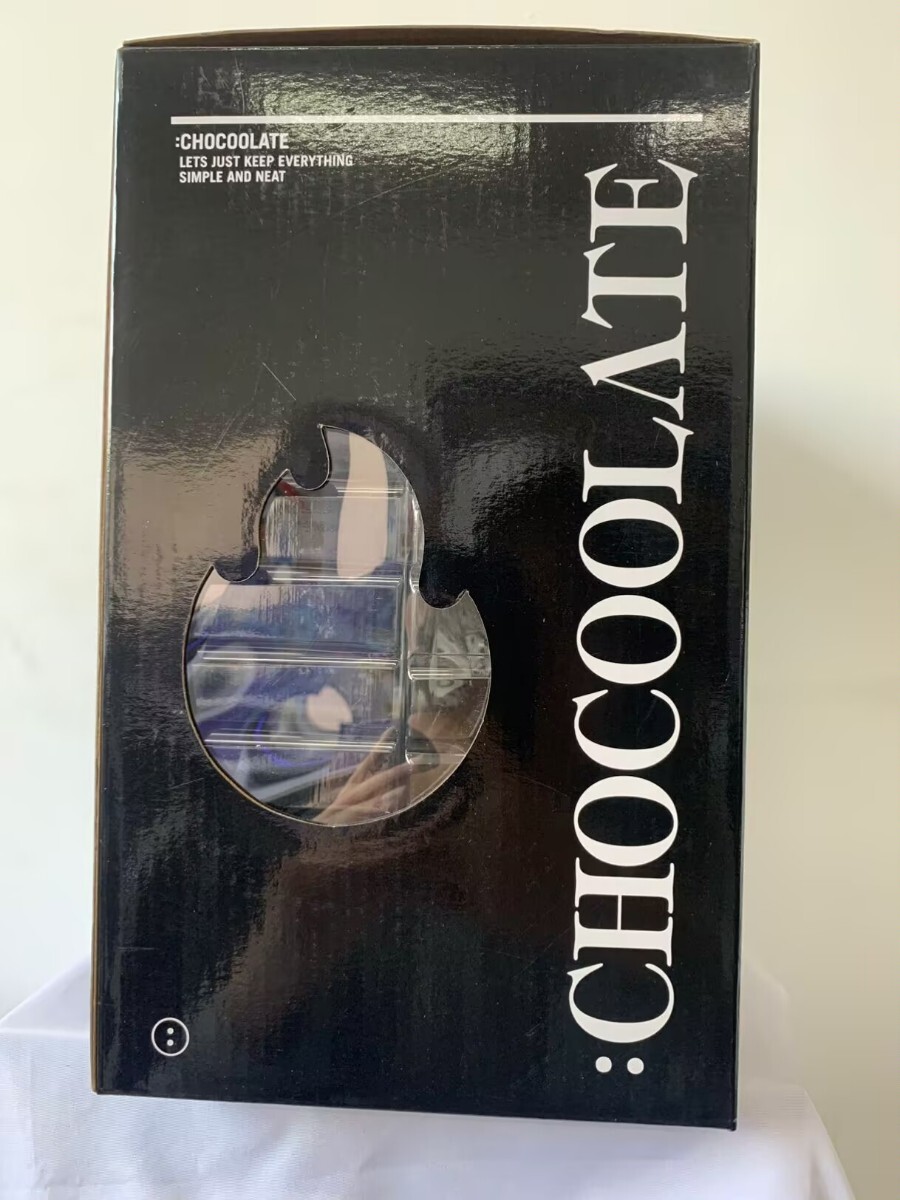 :CHOCOOLATE
LETS JUST KEEP EVERYTHING
SIMPLE AND NEAT
:CHOCOOLATE